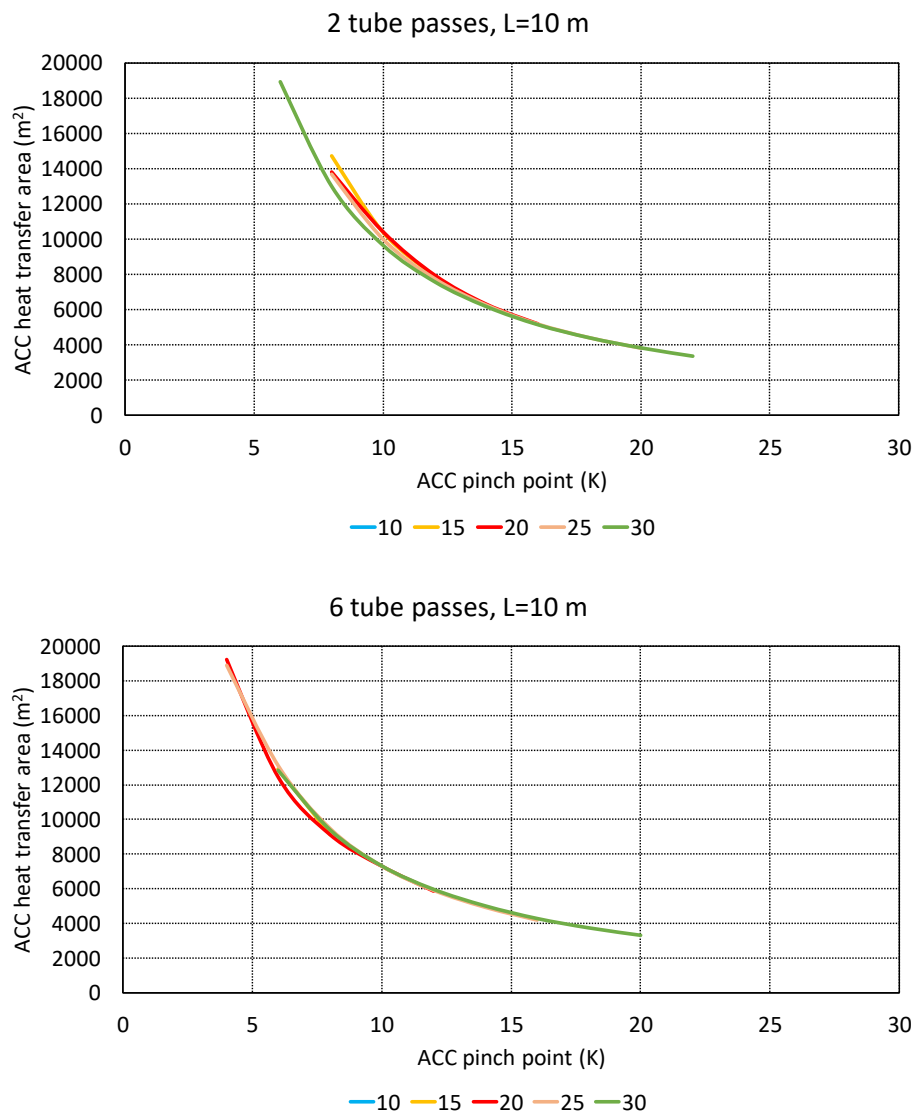 2 tube passes, L=10 m
20000
18000
16000
14000
12000
10000
8000
6000
4000
2000
0
ACC heat transfer area (m²)
0 5 10 15 20 25 30
ACC pinch point (K)
10 15 20 25 30
6 tube passes, L=10 m
20000
18000
16000
14000
12000
10000
8000
6000
4000
2000
0
ACC heat transfer area (m²)
0 5 10 15 20 25 30
ACC pinch point (K)
10 15 20 25 30